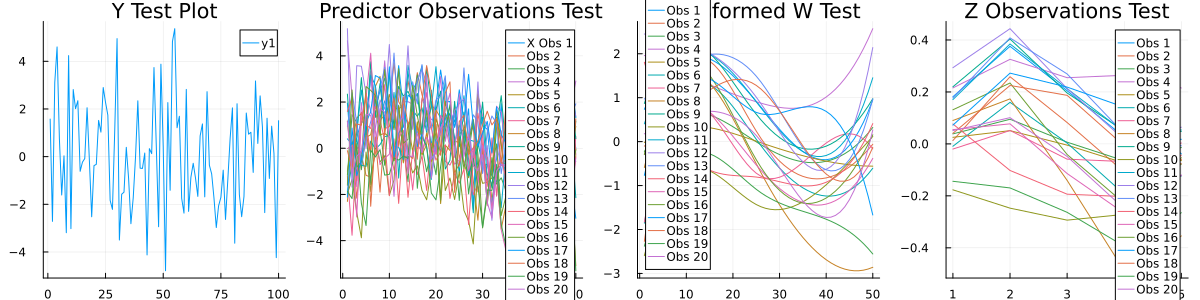 Y Test Plot
y1
4
2
0
−2
−4
0
25
50
75
100
Predictor Observations Test
X Obs 1
Obs 2
Obs 3
Obs 4
Obs 5
Obs 6
Obs 7
Obs 8
Obs 9
Obs 10
Obs 11
Obs 12
Obs 13
Obs 14
Obs 15
Obs 16
Obs 17
Obs 18
Obs 19
Obs 20
4
2
0
−2
−4
0
10
20
30
0
formed W Test
Obs 1
Obs 2
Obs 3
Obs 4
Obs 5
Obs 6
Obs 7
Obs 8
Obs 9
Obs 10
Obs 11
Obs 12
Obs 13
Obs 14
Obs 15
Obs 16
Obs 17
Obs 18
Obs 19
Obs 20
2
1
0
−1
−2
−3
0
10
20
30
40
50
Z Observations Test
Obs 1
Obs 2
Obs 3
Obs 4
Obs 5
Obs 6
Obs 7
Obs 8
Obs 9
Obs 10
Obs 11
Obs 12
Obs 13
Obs 14
Obs 15
Obs 16
Obs 17
Obs 18
Obs 19
Obs 20
0.4
0.2
0.0
−0.2
−0.4
1
2
3